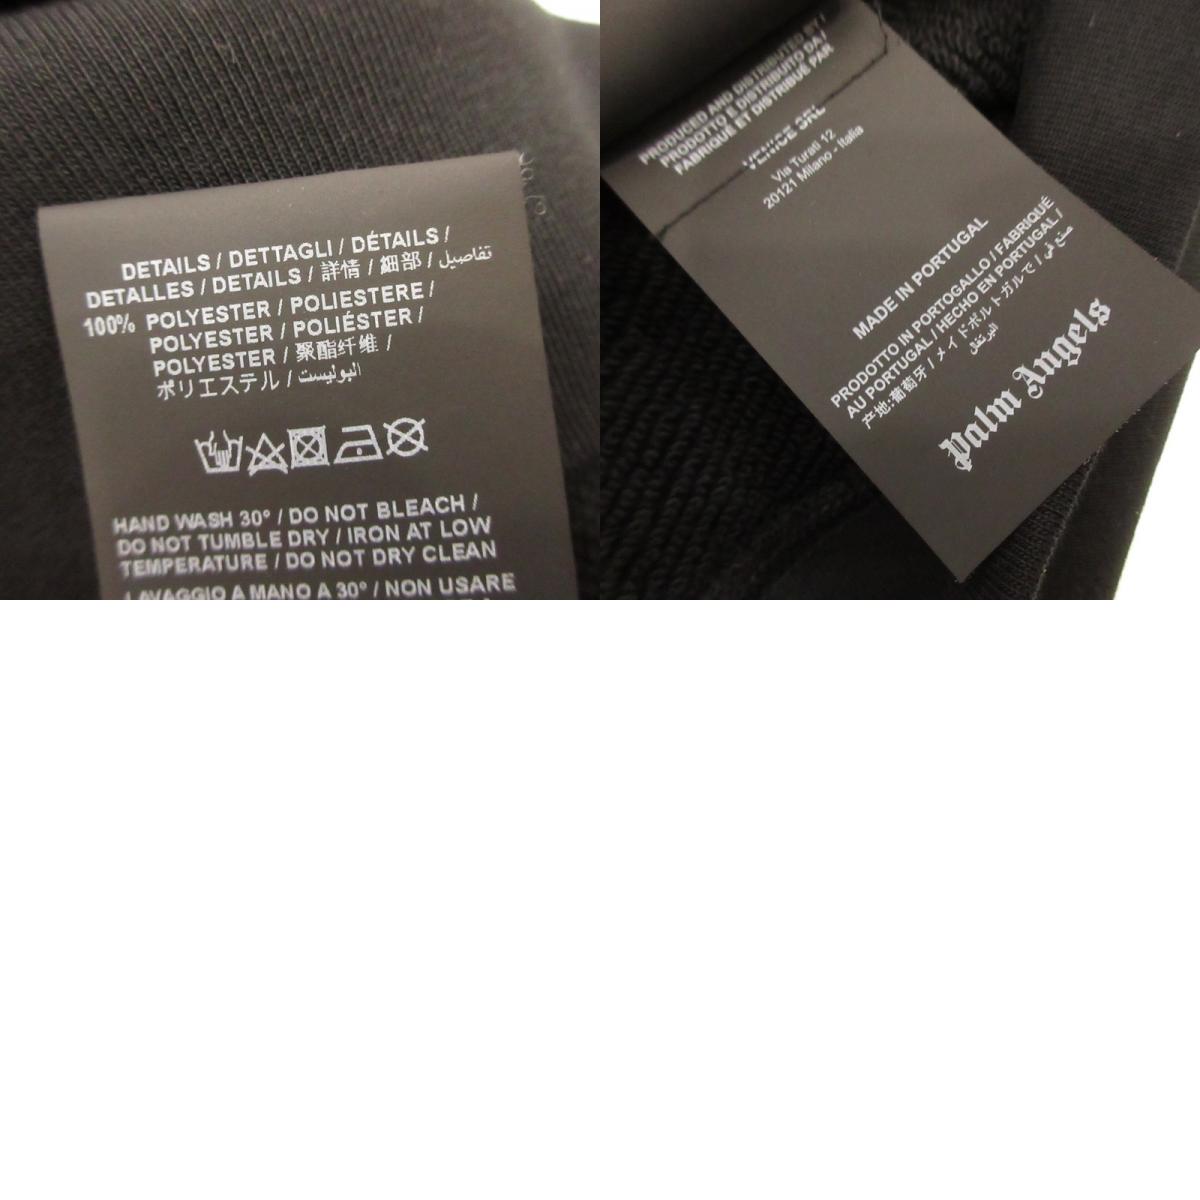 DETAILS / DETTAGLI / DÉTAILS /
DETALLES / DETAILS / 詳情 / 細部 / تفاصيل
100% POLYESTER / POLIESTERE /
POLYESTER / POLIÉSTER /
POLYESTER / 聚酯纤维 /
ポリエステル / البوليستر
HAND WASH 30° / DO NOT BLEACH /
DO NOT TUMBLE DRY / IRON AT LOW
TEMPERATURE / DO NOT DRY CLEAN
LAVAGGIO A MANO A 30° / NON USARE
PRODUCED AND DISTRIBUTED BY /
PRODOTTO E DISTRIBUITO DA /
FABRIQUÉ ET DISTRIBUÉ PAR
VENICE SRL
Via Turati 12
20121 Milano - Italia
MADE IN PORTUGAL
PRODOTTO IN PORTOGALLO / FABRIQUÉ
AU PORTUGAL / HECHO EN PORTUGAL /
产地:葡萄牙 / メイドポルトガルで / صنع في
البرتغال
Palm Angels